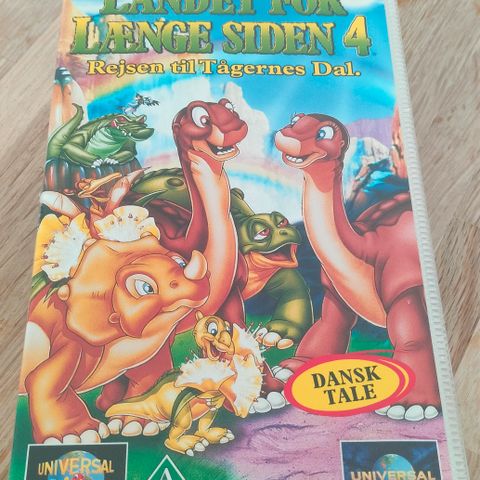 LANDET FOR
LÆNGE SIDEN 4
Rejsen til Tågernes Dal.
DANSK
TALE
UNIVERSAL
UNIVERSAL
A